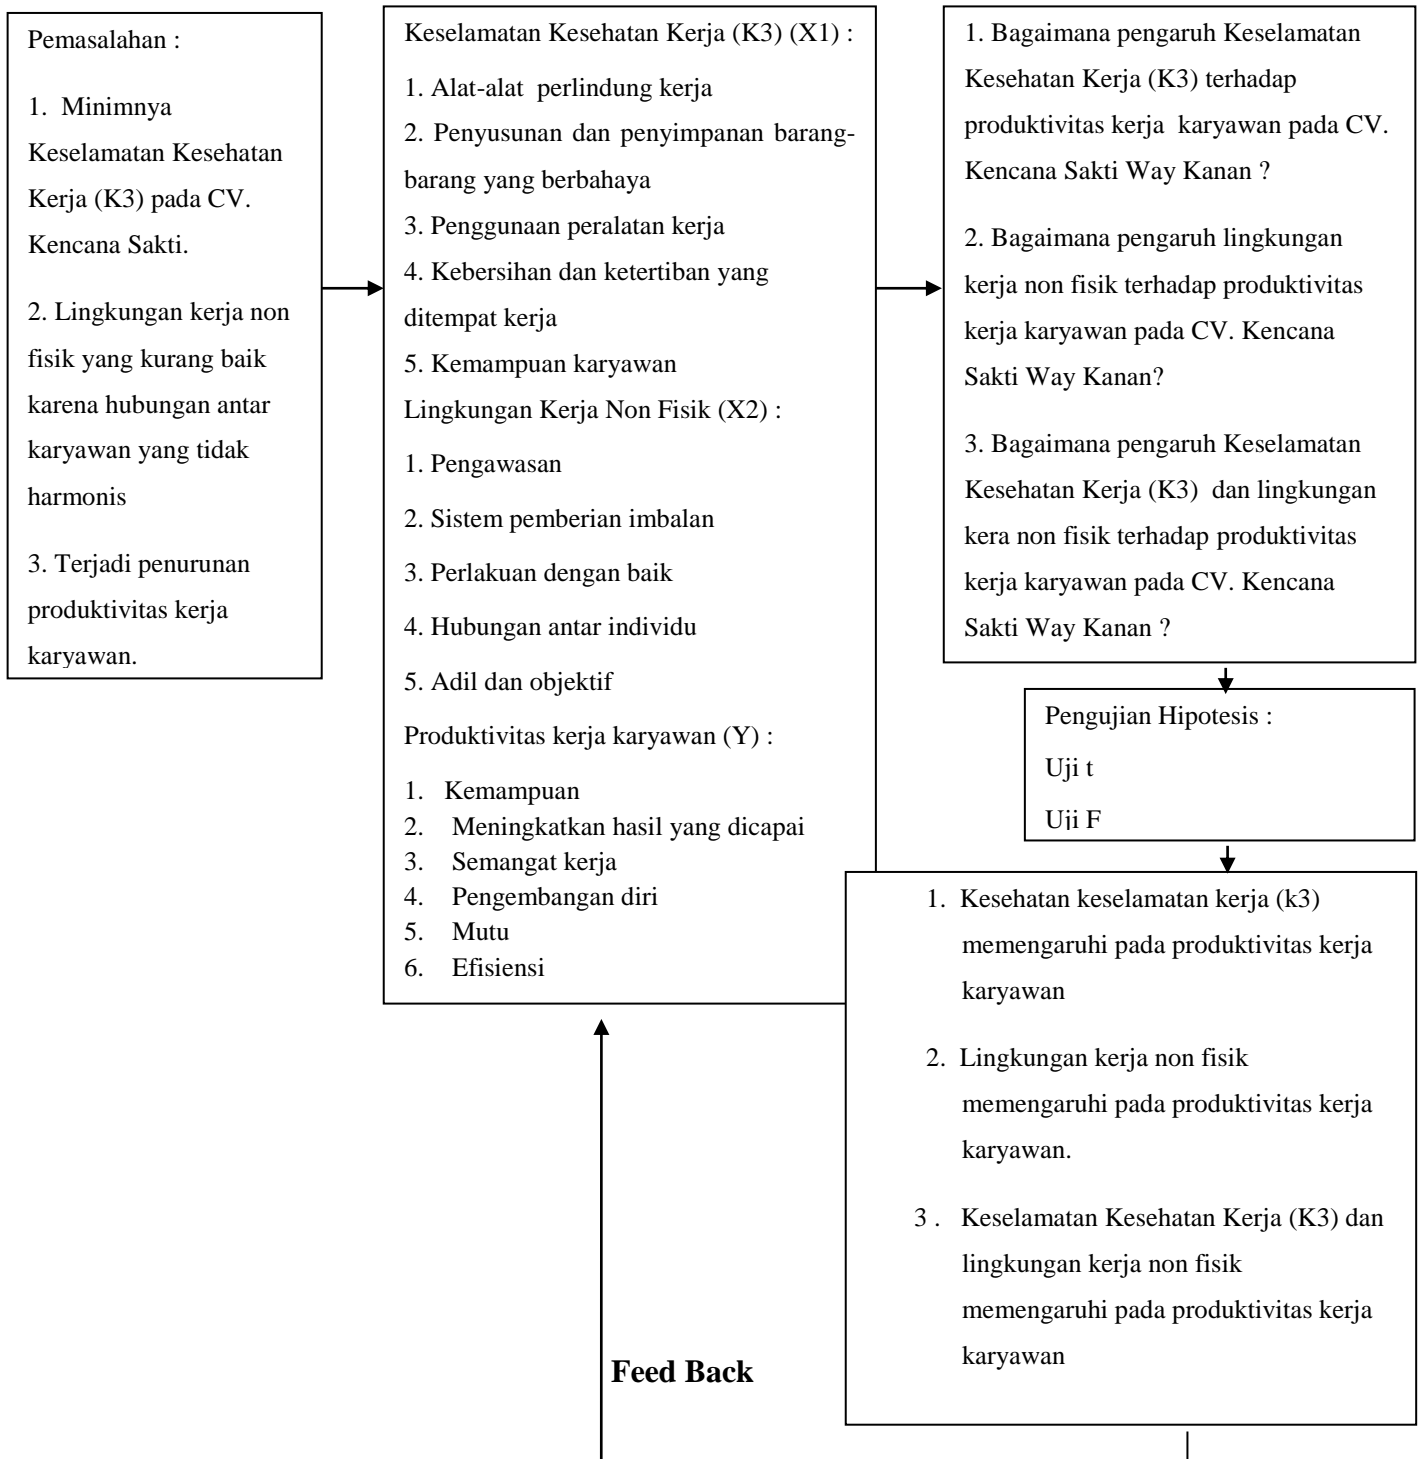 Pemasalahan :
1. Minimnya
Keselamatan Kesehatan
Kerja (K3) pada CV.
Kencana Sakti.
2. Lingkungan kerja non
fisik yang kurang baik
karena hubungan antar
karyawan yang tidak
harmonis
3. Terjadi penurunan
produktivitas kerja
karyawan.
Keselamatan Kesehatan Kerja (K3) (X1) :
1. Alat-alat perlindung kerja
2. Penyusunan dan penyimpanan barang-
barang yang berbahaya
3. Penggunaan peralatan kerja
4. Kebersihan dan ketertiban yang
ditempat kerja
5. Kemampuan karyawan
Lingkungan Kerja Non Fisik (X2) :
1. Pengawasan
2. Sistem pemberian imbalan
3. Perlakuan dengan baik
4. Hubungan antar individu
5. Adil dan objektif
Produktivitas kerja karyawan (Y) :
1. Kemampuan
2. Meningkatkan hasil yang dicapai
3. Semangat kerja
4. Pengembangan diri
5. Mutu
6. Efisiensi
1. Bagaimana pengaruh Keselamatan
Kesehatan Kerja (K3) terhadap
produktivitas kerja karyawan pada CV.
Kencana Sakti Way Kanan ?
2. Bagaimana pengaruh lingkungan
kerja non fisik terhadap produktivitas
kerja karyawan pada CV. Kencana
Sakti Way Kanan?
3. Bagaimana pengaruh Keselamatan
Kesehatan Kerja (K3) dan lingkungan
kera non fisik terhadap produktivitas
kerja karyawan pada CV. Kencana
Sakti Way Kanan ?
Pengujian Hipotesis :
Uji t
Uji F
1. Kesehatan keselamatan kerja (k3)
memengaruhi pada produktivitas kerja
karyawan
2. Lingkungan kerja non fisik
memengaruhi pada produktivitas kerja
karyawan.
3 . Keselamatan Kesehatan Kerja (K3) dan
lingkungan kerja non fisik
memengaruhi pada produktivitas kerja
karyawan
Feed Back